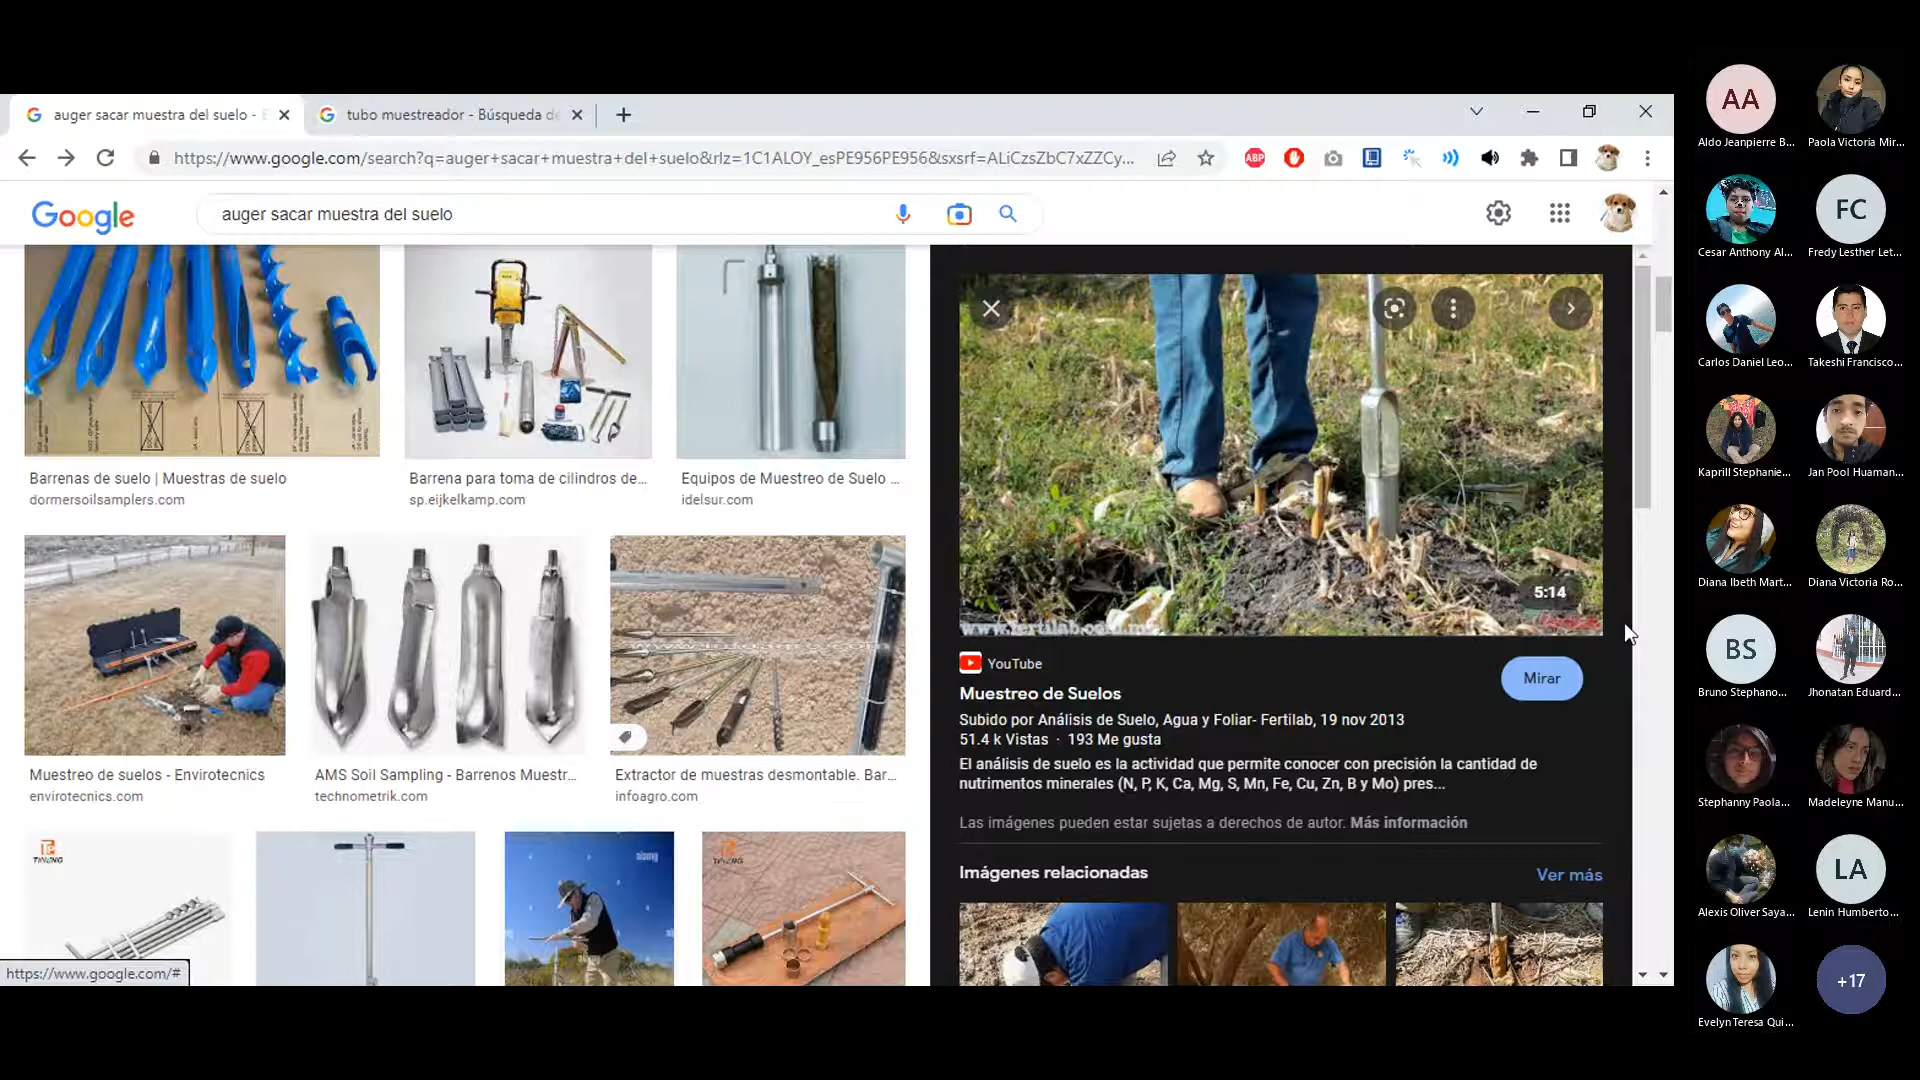 auger sacar muestra del suelo - 
tubo muestreador - Búsqueda de
https://www.google.com/search?q=auger+sacar+muestra+del+suelo&rlz=1C1ALOY_esPE956PE956&sxsrf=ALiCzsZbC7xZZCy...
ABP
Google
auger sacar muestra del suelo
Barrenas de suelo | Muestras de suelo
dormersoilsamplers.com
Barrena para toma de cilindros de...
sp.eijkelkamp.com
Equipos de Muestreo de Suelo ...
idelsur.com
Muestreo de suelos - Envirotecnics
envirotecnics.com
AMS Soil Sampling - Barrenos Muestr...
technometrik.com
Extractor de muestras desmontable. Bar...
infoagro.com
https://www.google.com/#
5:14
YouTube
Mirar
Muestreo de Suelos
Subido por Análisis de Suelo, Agua y Foliar- Fertilab, 19 nov 2013
51.4 k Vistas · 193 Me gusta
El análisis de suelo es la actividad que permite conocer con precisión la cantidad de
nutrimentos minerales (N, P, K, Ca, Mg, S, Mn, Fe, Cu, Zn, B y Mo) pres...
Las imágenes pueden estar sujetas a derechos de autor. Más información
Imágenes relacionadas
Ver más
AA
Aldo Jeanpierre B...
Paola Victoria Mir...
Cesar Anthony Al...
FC
Fredy Lesther Let...
Carlos Daniel Leo...
Takeshi Francisco...
Kaprill Stephanie...
Jan Pool Huaman...
Diana Ibeth Mart...
Diana Victoria Ro...
BS
Bruno Stephano...
Jhonatan Eduard...
Stephanny Paola...
Madeleyne Manu...
Alexis Oliver Saya...
LA
Lenin Humberto...
Evelyn Teresa Qui...
+17